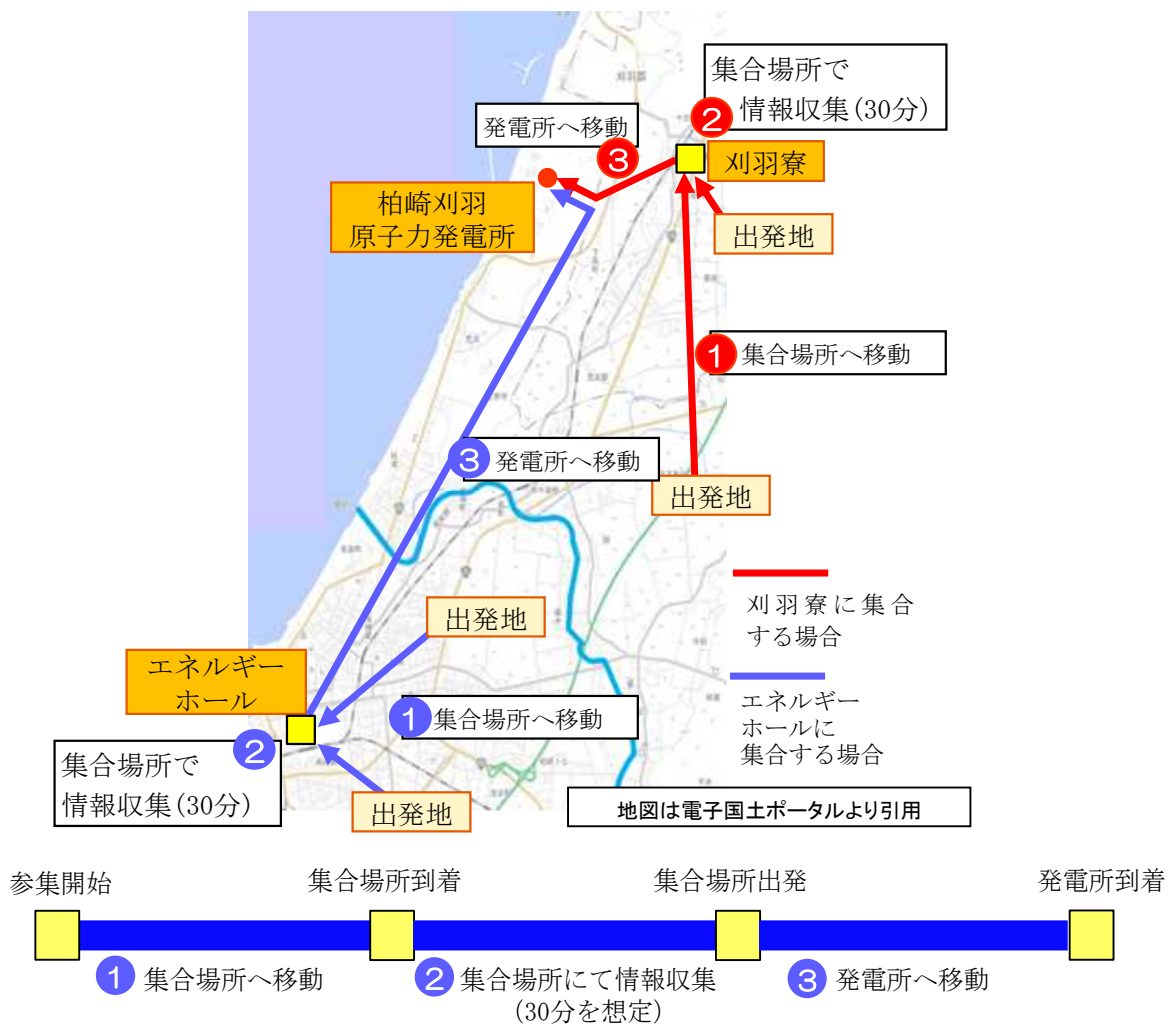 集合場所で
情報収集(30分)
②
発電所へ移動
③
刈羽寮
柏崎刈羽
原子力発電所
出発地
①
集合場所へ移動
③
発電所へ移動
出発地
刈羽寮に集合
する場合
出発地
エネルギー
ホール
①
集合場所へ移動
エネルギー
ホールに
集合する場合
②
集合場所で
情報収集(30分)
出発地
地図は電子国土ポータルより引用
参集開始
集合場所到着
集合場所出発
発電所到着
① 集合場所へ移動
② 集合場所にて情報収集
(30分を想定)
③ 発電所へ移動